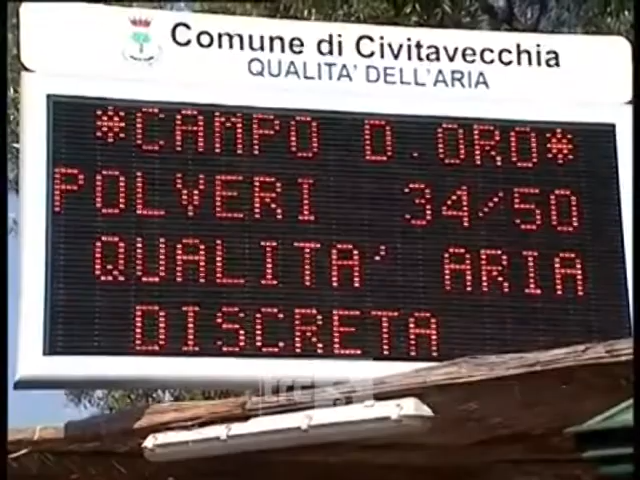 Comune di Civitavecchia
QUALITA' DELL'ARIA
*CAMPO D.ORO*
POLVERI 34/50
QUALITA' ARIA
DISCRETA